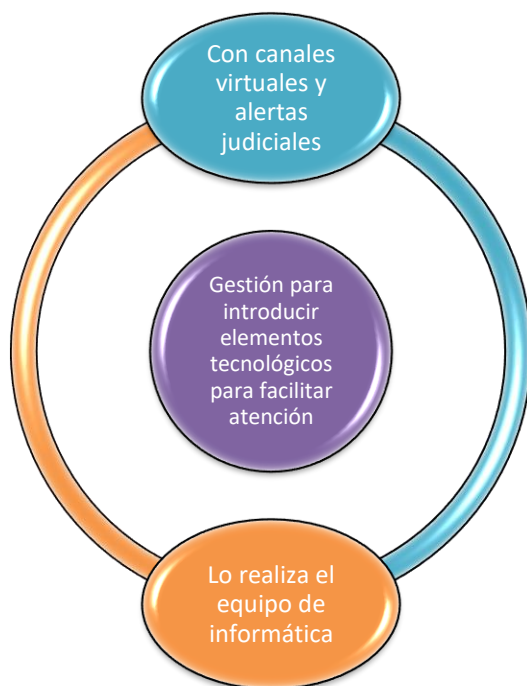 Con canales
virtuales y
alertas
judiciales
Gestión para
introducir
elementos
tecnológicos
para facilitar
atención
Lo realiza el
equipo de
informática